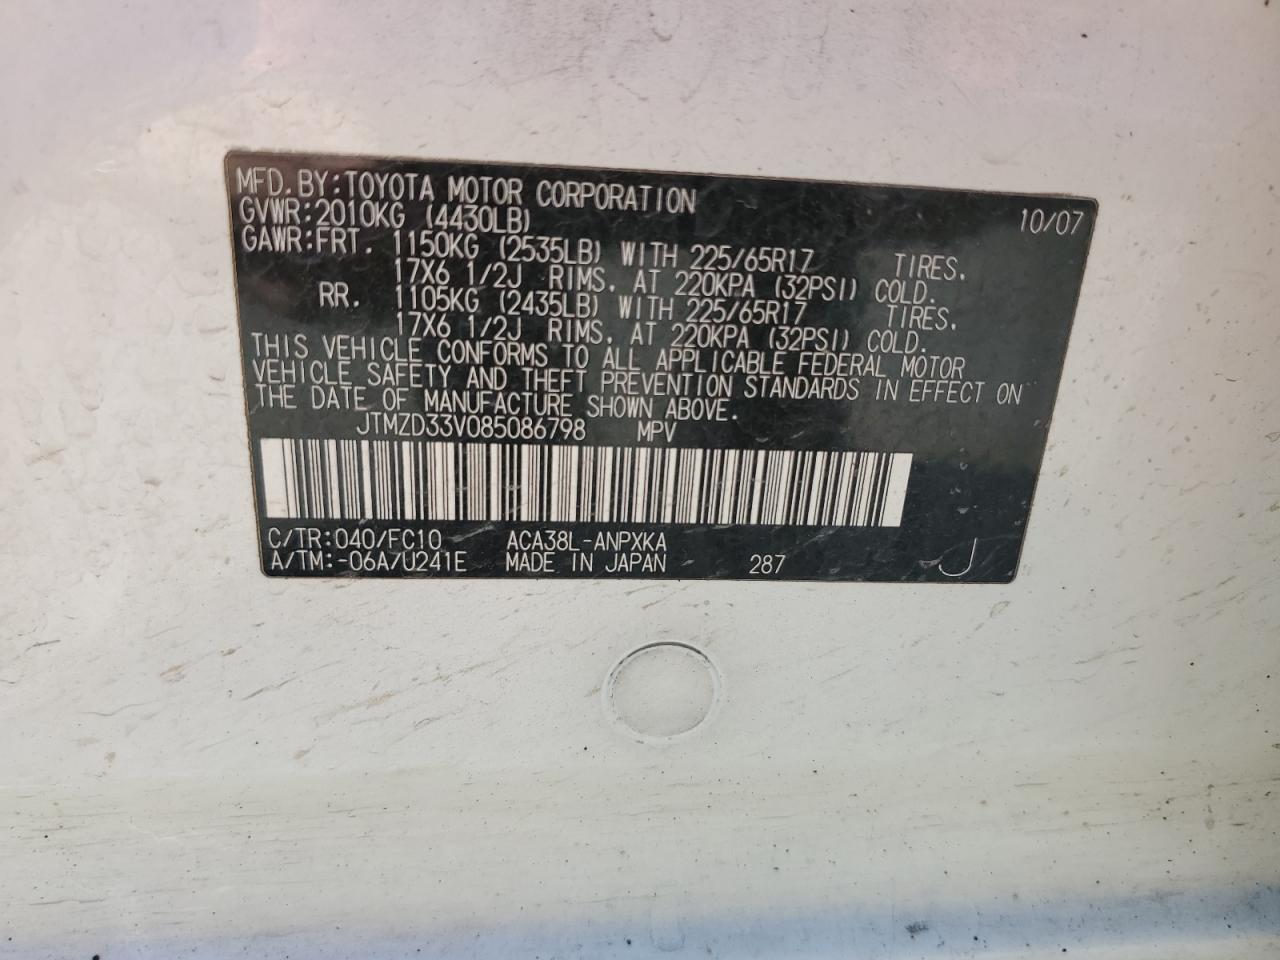 MFD. BY: TOYOTA MOTOR CORPORATION 10/07
GVWR: 2010KG (4430LB)
GAWR: FRT. 1150KG (2535LB) WITH 225/65R17 TIRES.
17X6 1/2J RIMS. AT 220KPA (32PSI) COLD.
RR. 1105KG (2435LB) WITH 225/65R17 TIRES.
17X6 1/2J RIMS. AT 220KPA (32PSI) COLD.
THIS VEHICLE CONFORMS TO ALL APPLICABLE FEDERAL MOTOR
VEHICLE SAFETY AND THEFT PREVENTION STANDARDS IN EFFECT ON
THE DATE OF MANUFACTURE SHOWN ABOVE.
JTMZD33V085086798 MPV
C/TR: 040/FC10 ACA38L-ANPXKA
A/TM: -06A/U241E MADE IN JAPAN 287 J